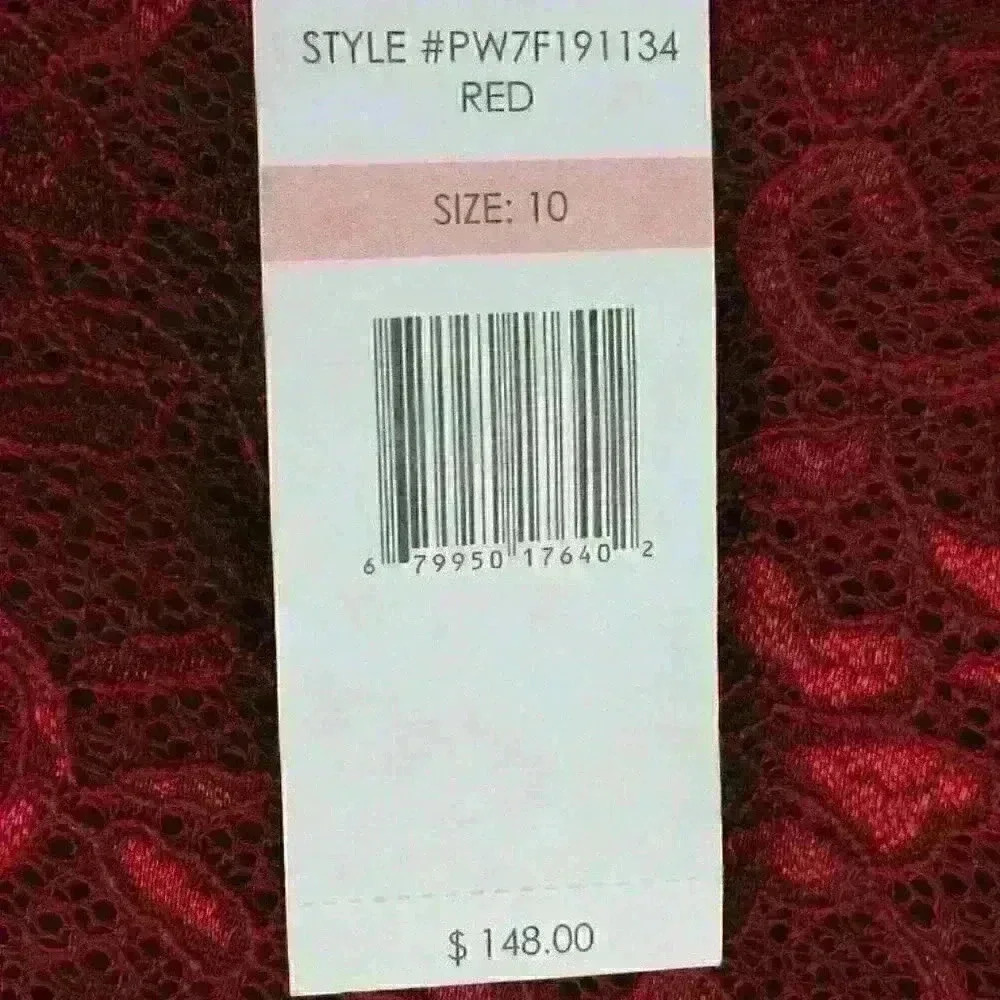 STYLE #PW7F191134
RED
SIZE: 10
6 79950 17640 2
$ 148.00